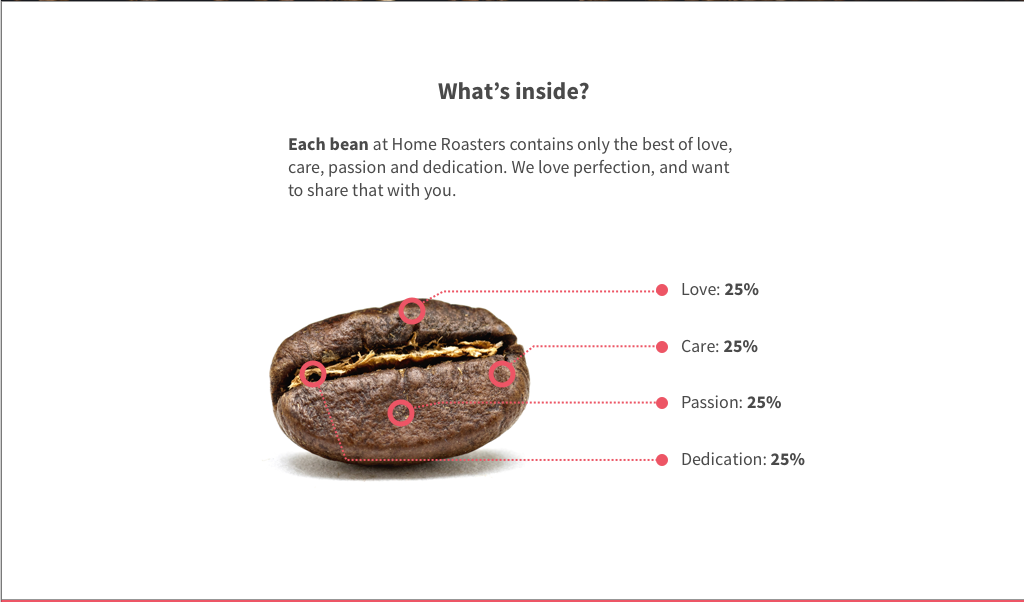 What’s inside?
Each bean at Home Roasters contains only the best of love,
care, passion and dedication. We love perfection, and want
to share that with you.
Love: 25%
Care: 25%
Passion: 25%
Dedication: 25%